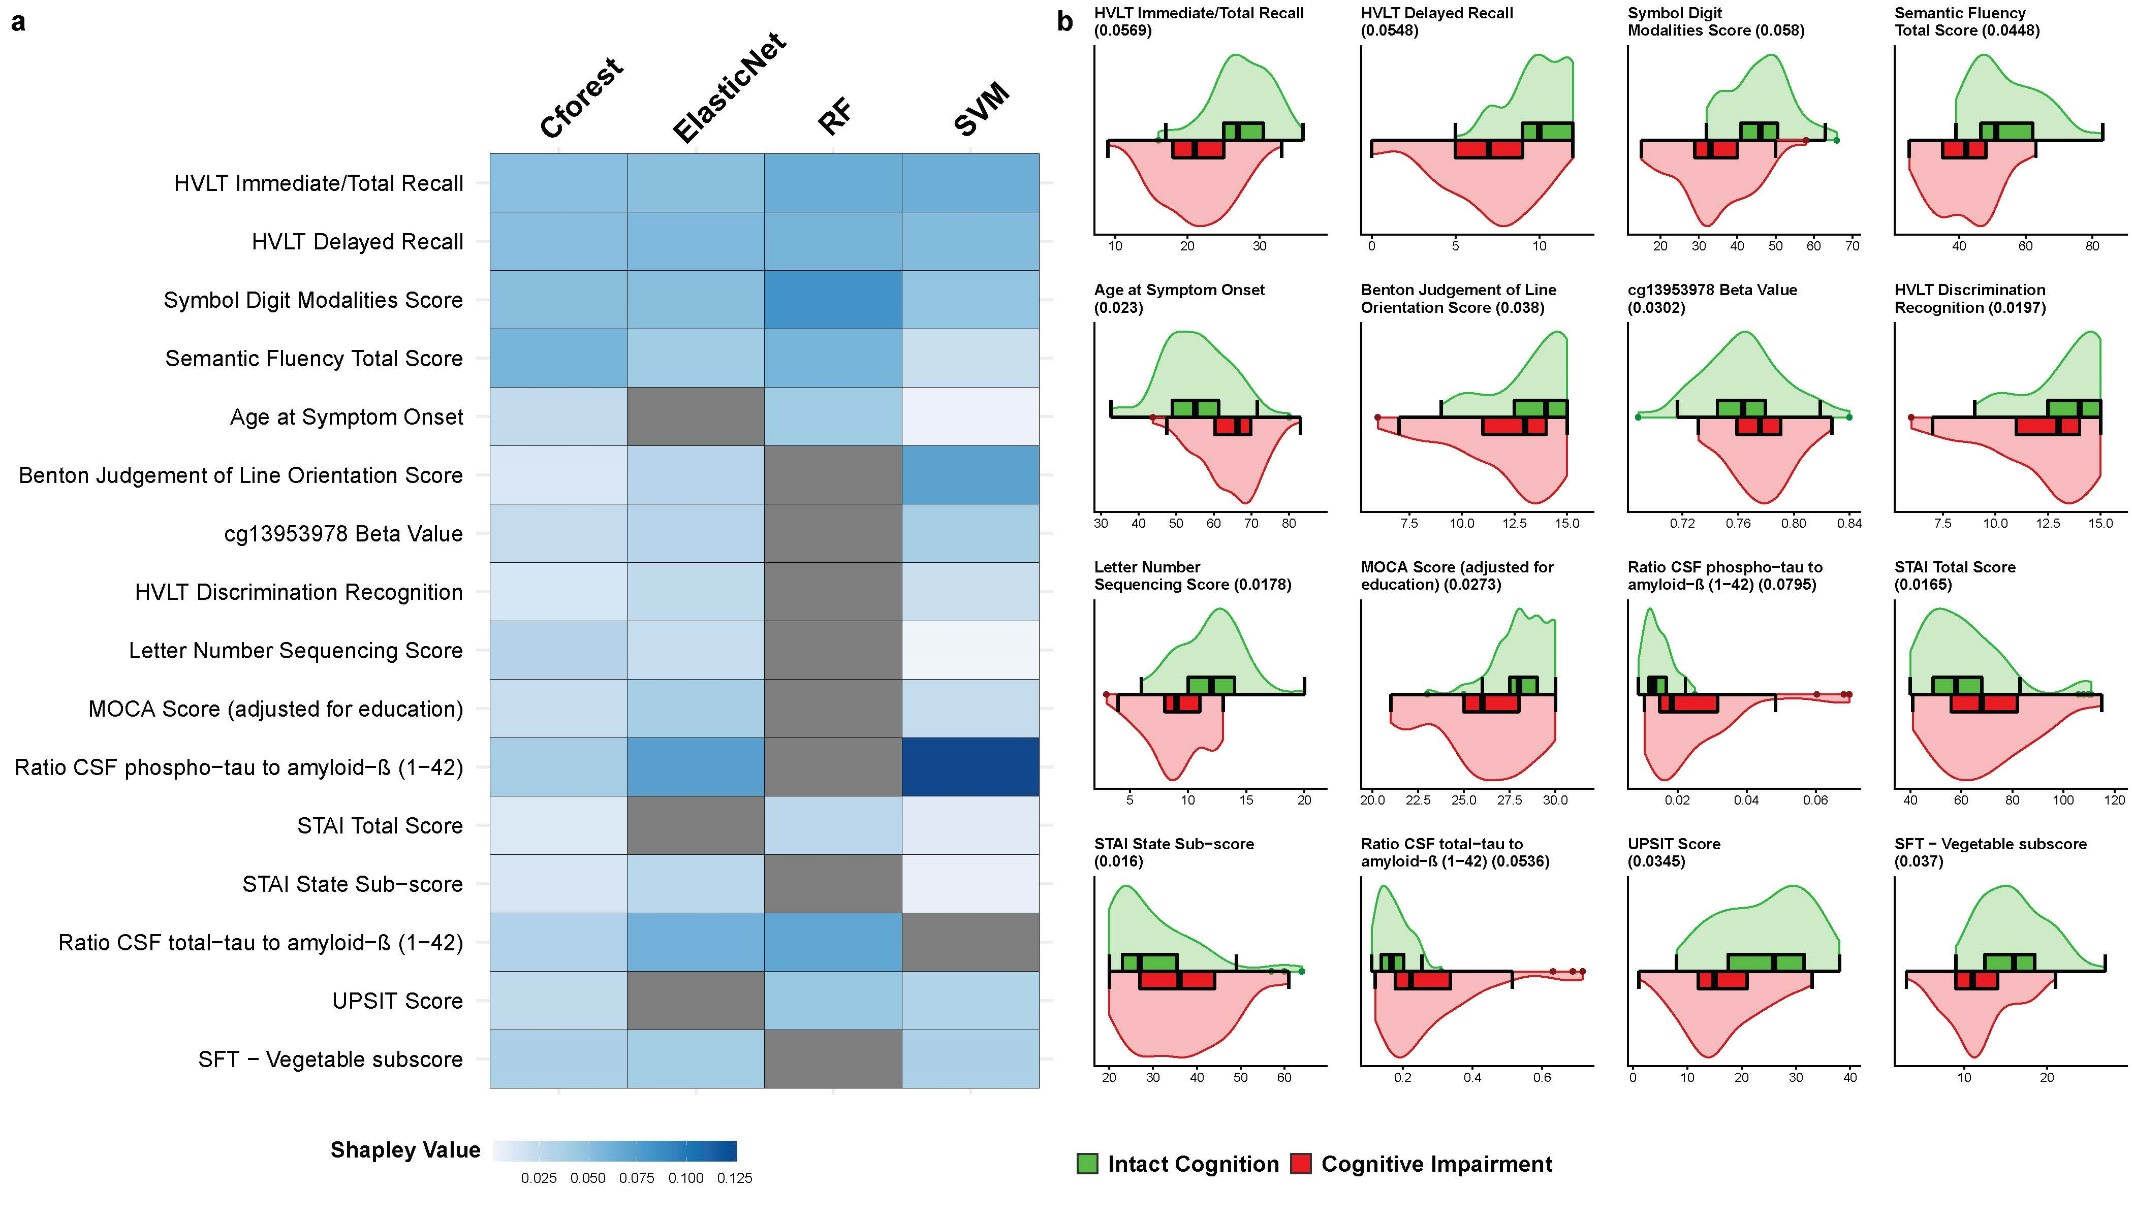 a
Cforest
ElasticNet
RF
SVM
HVLT Immediate/Total Recall
HVLT Delayed Recall
Symbol Digit Modalities Score
Semantic Fluency Total Score
Age at Symptom Onset
Benton Judgement of Line Orientation Score
cg13953978 Beta Value
HVLT Discrimination Recognition
Letter Number Sequencing Score
MOCA Score (adjusted for education)
Ratio CSF phospho−tau to amyloid−ß (1−42)
STAI Total Score
STAI State Sub−score
Ratio CSF total−tau to amyloid−ß (1−42)
UPSIT Score
SFT − Vegetable subscore
Shapley Value
0.025 0.050 0.075 0.100 0.125
b
HVLT Immediate/Total Recall
(0.0569)
10 20 30
HVLT Delayed Recall
(0.0548)
0 5 10
Symbol Digit
Modalities Score (0.058)
20 30 40 50 60 70
Semantic Fluency
Total Score (0.0448)
40 60 80
Age at Symptom Onset
(0.023)
30 40 50 60 70 80
Benton Judgement of Line
Orientation Score (0.038)
7.5 10.0 12.5 15.0
cg13953978 Beta Value
(0.0302)
0.72 0.76 0.80 0.84
HVLT Discrimination
Recognition (0.0197)
7.5 10.0 12.5 15.0
Letter Number
Sequencing Score (0.0178)
5 10 15 20
MOCA Score (adjusted for
education) (0.0273)
20.0 22.5 25.0 27.5 30.0
Ratio CSF phospho−tau to
amyloid−ß (1−42) (0.0795)
0.02 0.04 0.06
STAI Total Score
(0.0165)
40 60 80 100 120
STAI State Sub−score
(0.016)
20 30 40 50 60
Ratio CSF total−tau to
amyloid−ß (1−42) (0.0536)
0.2 0.4 0.6
UPSIT Score
(0.0345)
0 10 20 30 40
SFT − Vegetable subscore
(0.037)
10 20
Intact Cognition
Cognitive Impairment